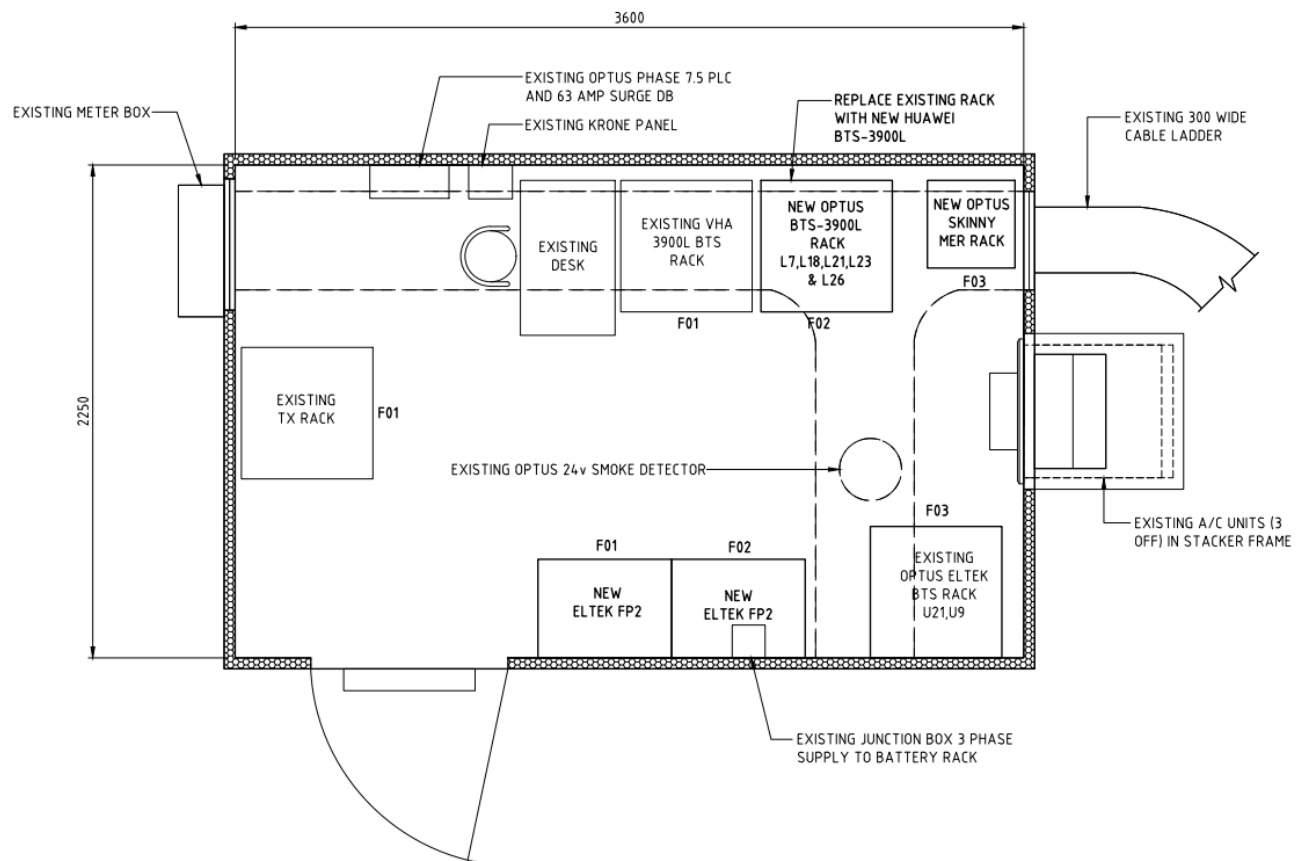 3600
EXISTING OPTUS PHASE 7.5 PLC
AND 63 AMP SURGE DB
EXISTING METER BOX
EXISTING KRONE PANEL
REPLACE EXISTING RACK
WITH NEW HUAWEI
BTS-3900L
EXISTING 300 WIDE
CABLE LADDER
EXISTING
DESK
EXISTING VHA
3900L BTS
RACK
F01
NEW OPTUS
BTS-3900L
RACK
L7,L18,L21,L23
& L26
F02
NEW OPTUS
SKINNY
MER RACK
F03
2250
EXISTING
TX RACK
F01
EXISTING OPTUS 24v SMOKE DETECTOR
F01
NEW
ELTEK FP2
F02
NEW
ELTEK FP2
F03
EXISTING
OPTUS ELTEK
BTS RACK
U21,U9
EXISTING A/C UNITS (3
OFF) IN STACKER FRAME
EXISTING JUNCTION BOX 3 PHASE
SUPPLY TO BATTERY RACK